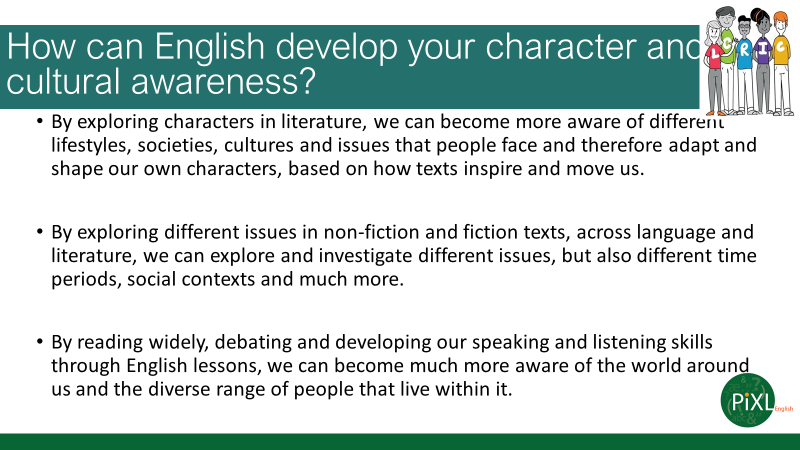 How can English develop your character and
cultural awareness?
L C R I C
• By exploring characters in literature, we can become more aware of different
lifestyles, societies, cultures and issues that people face and therefore adapt and
shape our own characters, based on how texts inspire and move us.
• By exploring different issues in non-fiction and fiction texts, across language and
literature, we can explore and investigate different issues, but also different time
periods, social contexts and much more.
• By reading widely, debating and developing our speaking and listening skills
through English lessons, we can become much more aware of the world around
us and the diverse range of people that live within it.
PiXL
English